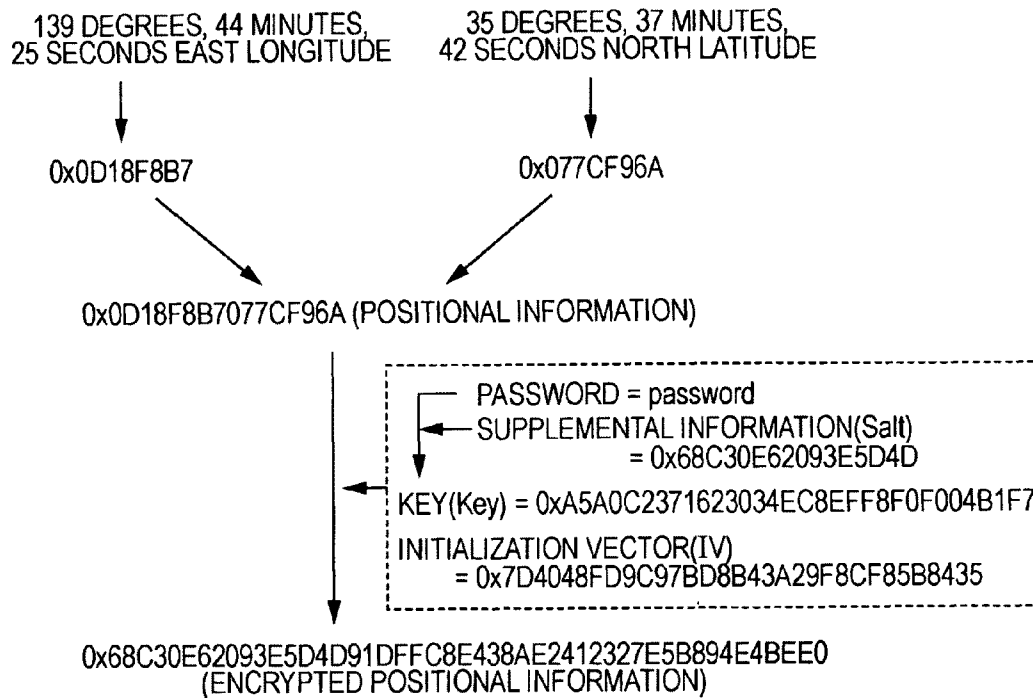 139 DEGREES, 44 MINUTES,
25 SECONDS EAST LONGITUDE
35 DEGREES, 37 MINUTES,
42 SECONDS NORTH LATITUDE
0x0D18F8B7
0x077CF96A
0x0D18F8B7077CF96A (POSITIONAL INFORMATION)
PASSWORD = password
SUPPLEMENTAL INFORMATION(Salt)
= 0x68C30E62093E5D4D
KEY(Key) = 0xA5A0C2371623034EC8EFF8F0F004B1F7
INITIALIZATION VECTOR(IV)
= 0x7D4048FD9C97BD8B43A29F8CF85B8435
0x68C30E62093E5D4D91DFFC8E438AE2412327E5B894E4BEE0
(ENCRYPTED POSITIONAL INFORMATION)